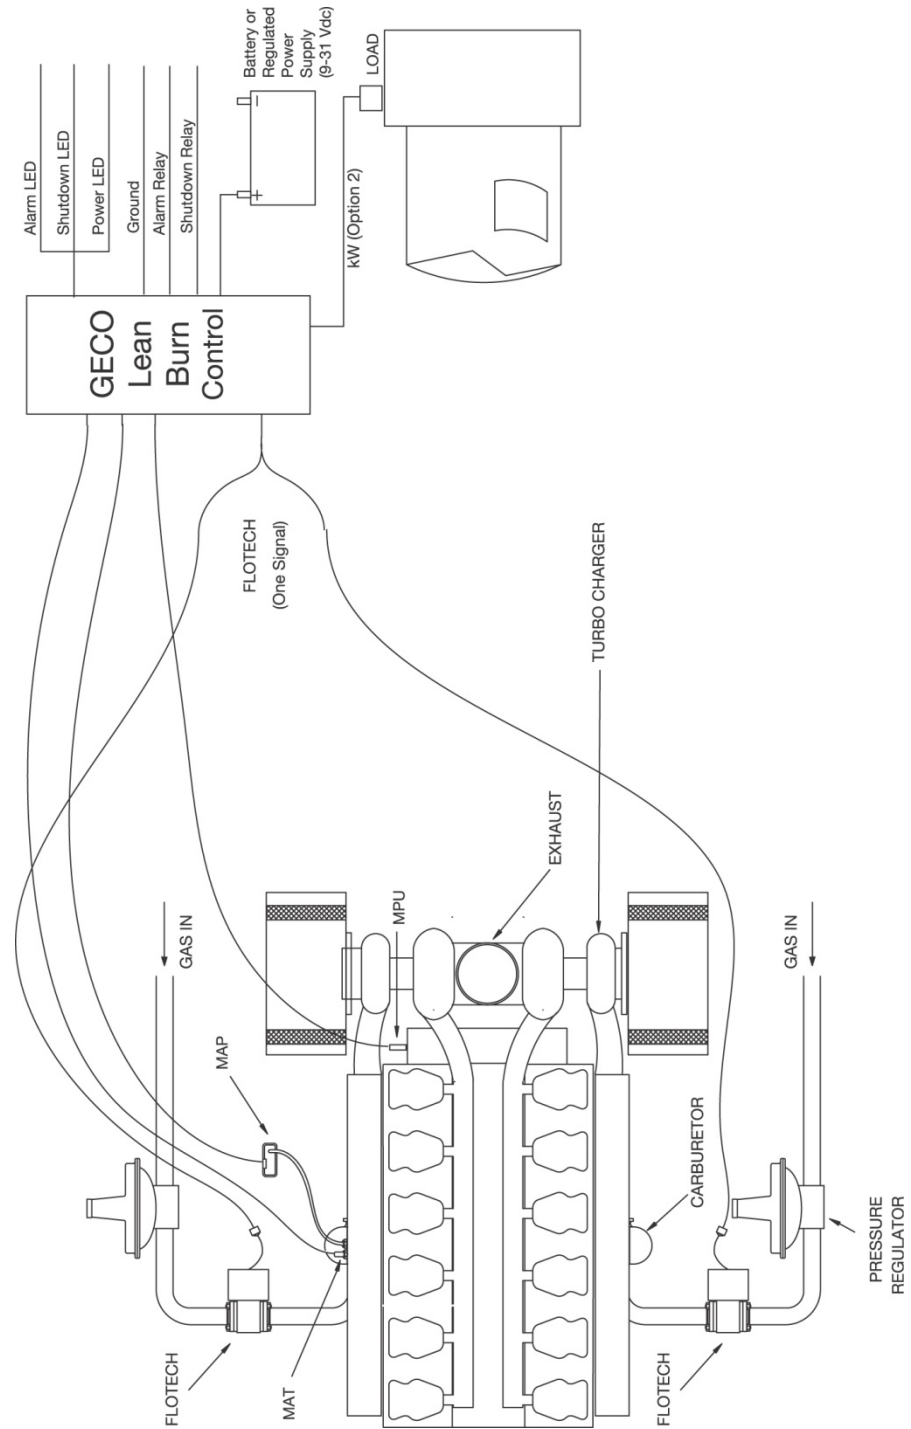 Alarm LED
Shutdown LED
Power LED
Ground
Alarm Relay
Shutdown Relay
Battery or
Regulated
Power
Supply
(9-31 Vdc)
+
–
LOAD
kW (Option 2)
GECO
Lean
Burn
Control
FLOTECH
(One Signal)
TURBO CHARGER
EXHAUST
MPU
GAS IN
GAS IN
MAP
CARBURETOR
PRESSURE
REGULATOR
FLOTECH
MAT
FLOTECH